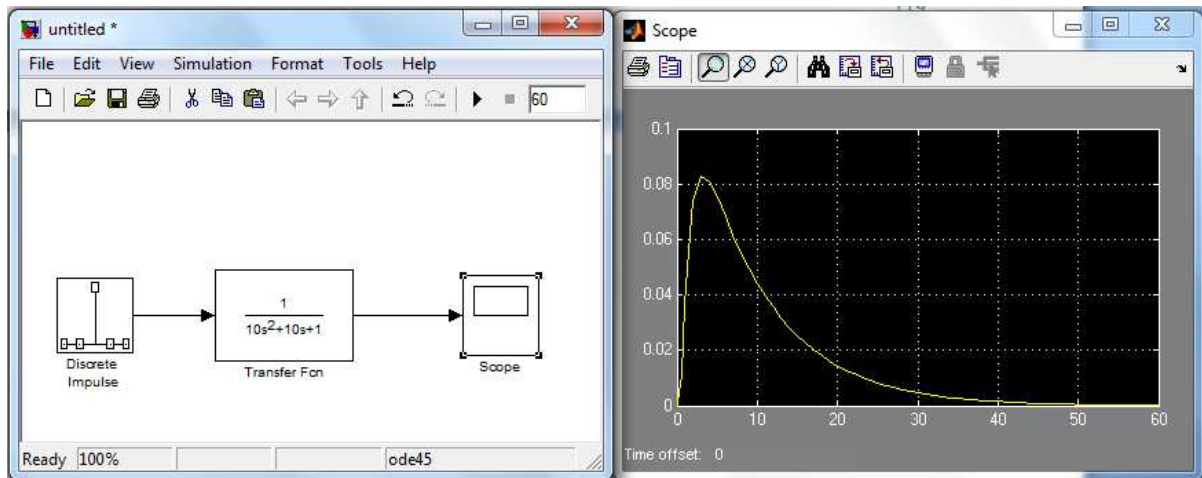 untitled *
File Edit View Simulation Format Tools Help
60
Discrete
Impulse
1
10s2+10s+1
Transfer Fcn
Scope
Ready 100% ode45
Scope
0.1
0.08
0.06
0.04
0.02
0
0 10 20 30 40 50 60
Time offset: 0